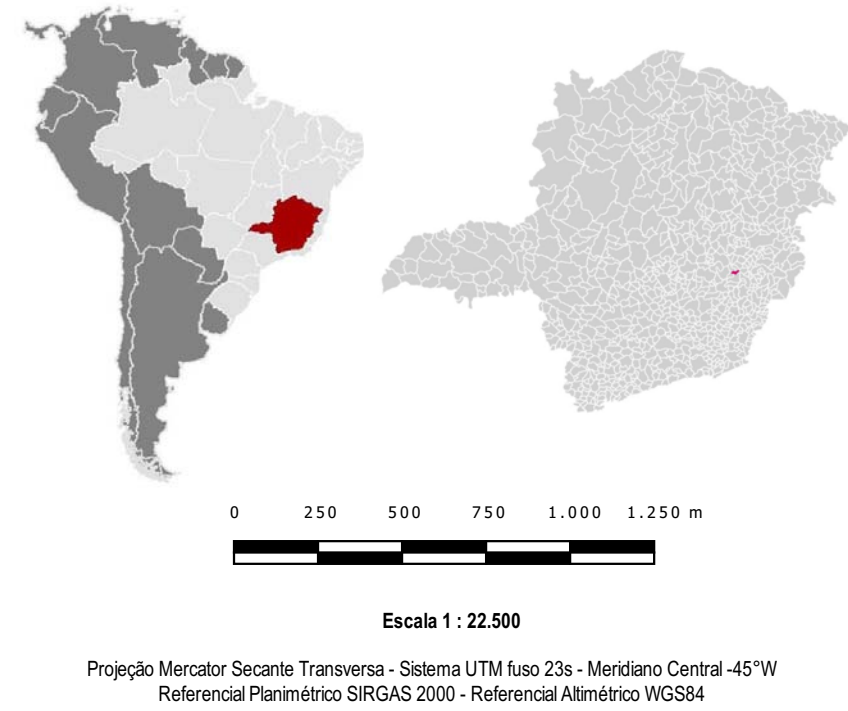 0 250 500 750 1.000 1.250 m
Escala 1 : 22.500
Projeção Mercator Secante Transversa - Sistema UTM fuso 23s - Meridiano Central -45°W
Referencial Planimétrico SIRGAS 2000 - Referencial Altimétrico WGS84